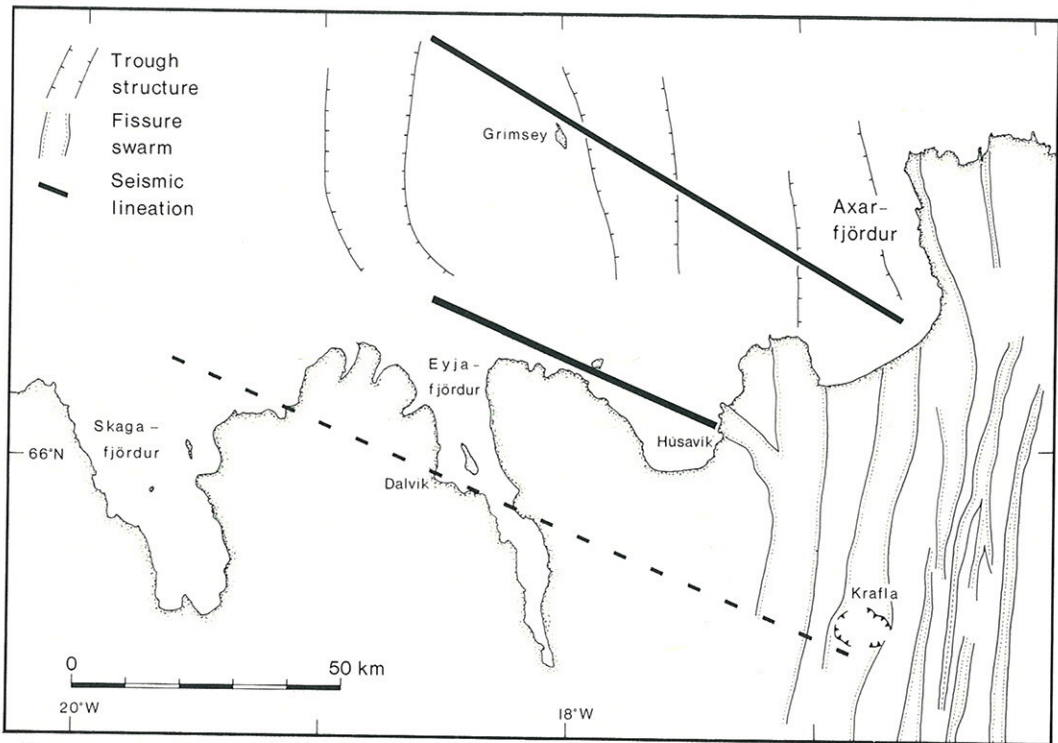 Trough
structure
Fissure
swarm
Seismic
lineation
Grimsey
Axar-
fjördur
Eyja-
fjördur
Skaga-
fjördur
Husavik
66°N
Dalvik
Krafla
0 50 km
20°W
18°W